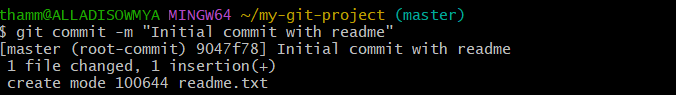 thamm@ALLADISOWMYA MINGW64 ~/my-git-project (master)
$ git commit -m "Initial commit with readme"
[master (root-commit) 9047f78] Initial commit with readme
 1 file changed, 1 insertion(+)
 create mode 100644 readme.txt